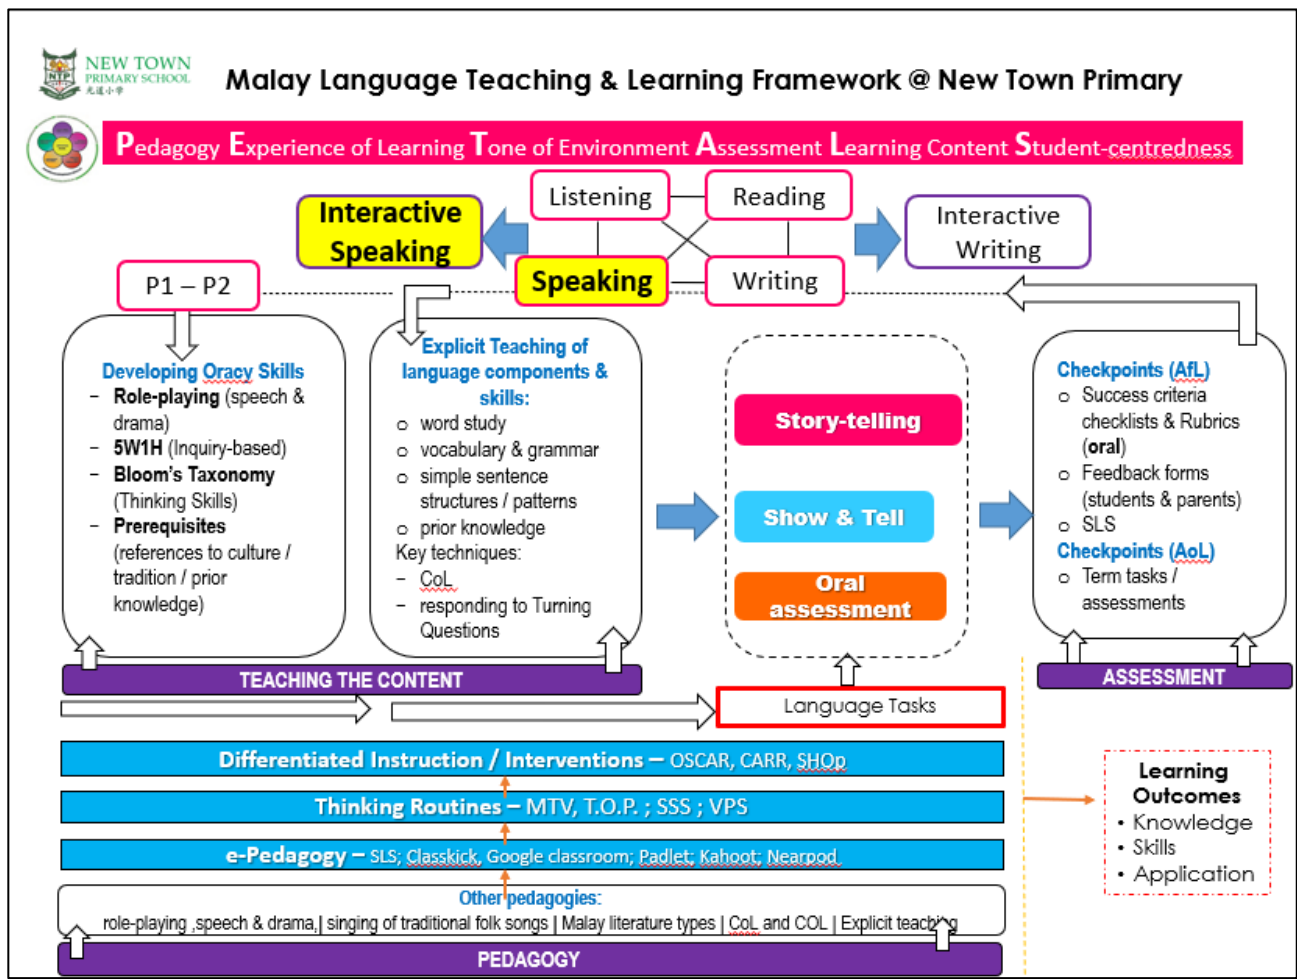 NEW TOWN
PRIMARY SCHOOL
光道小学
NTP
Malay Language Teaching & Learning Framework @ New Town Primary
Pedagogy Experience of Learning Tone of Environment Assessment Learning Content Student-centredness
Listening
Reading
Interactive
Speaking
Interactive
Writing
Speaking
Writing
P1 – P2
Developing Oracy Skills
– Role-playing (speech &
drama)
– 5W1H (Inquiry-based)
– Bloom's Taxonomy
(Thinking Skills)
– Prerequisites
(references to culture /
tradition / prior
knowledge)
Explicit Teaching of
language components &
skills:
o word study
o vocabulary & grammar
o simple sentence
structures / patterns
o prior knowledge
Key techniques:
– CoL
– responding to Turning
Questions
Story-telling
Show & Tell
Oral
assessment
Checkpoints (AfL)
o Success criteria
checklists & Rubrics
(oral)
o Feedback forms
(students & parents)
o SLS
Checkpoints (AoL)
o Term tasks /
assessments
TEACHING THE CONTENT
ASSESSMENT
Language Tasks
Differentiated Instruction / Interventions – OSCAR, CARR, SHOp
Thinking Routines – MTV, T.O.P. ; SSS ; VPS
e-Pedagogy – SLS; Classkick, Google classroom; Padlet; Kahoot; Nearpod
Other pedagogies:
role-playing ,speech & drama,| singing of traditional folk songs | Malay literature types | CoL and COL | Explicit teaching
PEDAGOGY
Learning
Outcomes
• Knowledge
• Skills
• Application